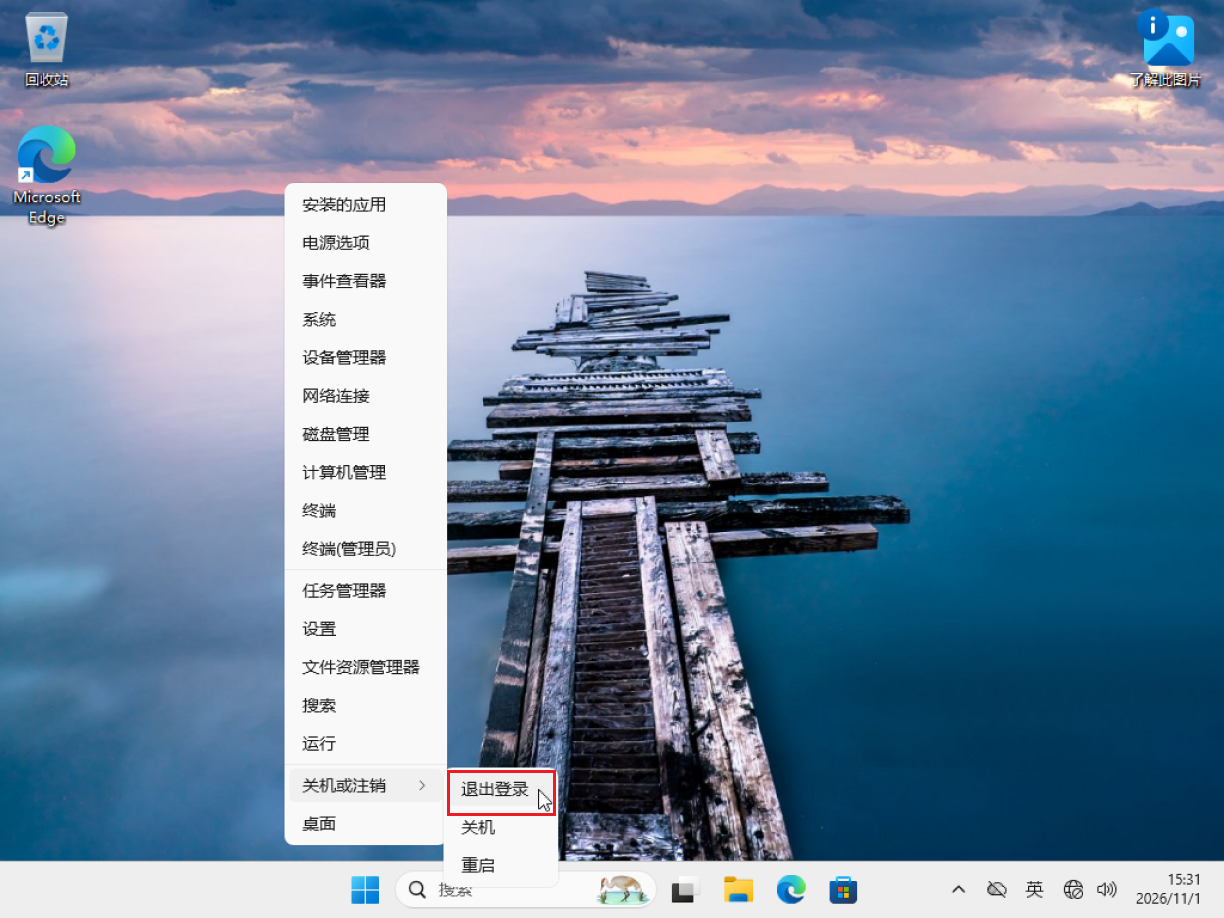 回收站
Microsoft
Edge
了解此图片
安装的应用
电源选项
事件查看器
系统
设备管理器
网络连接
磁盘管理
计算机管理
终端
终端(管理员)
任务管理器
设置
文件资源管理器
搜索
运行
关机或注销
桌面
退出登录
关机
重启
搜索
英
15:31
2026/11/1